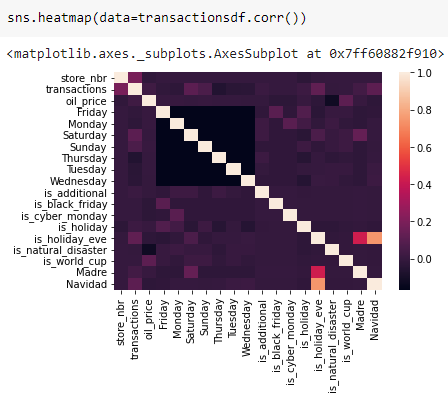 sns.heatmap(data=transactionsdf.corr())
<matplotlib.axes._subplots.AxesSubplot at 0x7ff60882f910>
store_nbr
transactions
oil_price
Friday
Monday
Saturday
Sunday
Thursday
Tuesday
Wednesday
is_additional
is_black_friday
is_cyber_monday
is_holiday
is_holiday_eve
is_natural_disaster
is_world_cup
Madre
Navidad
store_nbr
transactions
oil_price
Friday
Monday
Saturday
Sunday
Thursday
Tuesday
Wednesday
is_additional
is_black_friday
is_cyber_monday
is_holiday
is_holiday_eve
is_natural_disaster
is_world_cup
Madre
Navidad
1.0
0.8
0.6
0.4
0.2
0.0